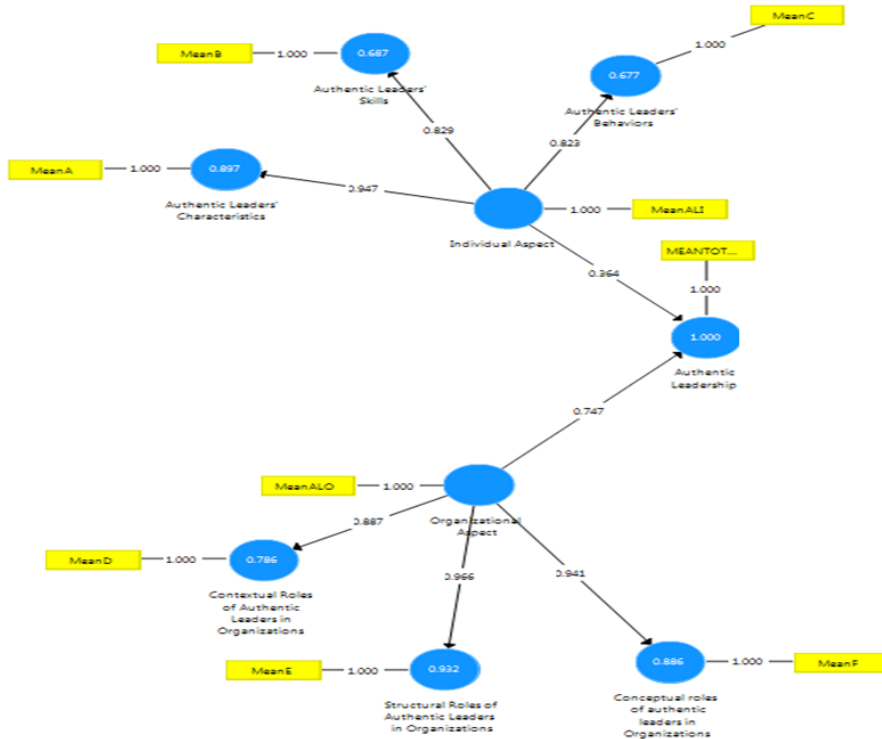 MeanC
MeanB
1.000
0.687
1.000
0.677
Authentic Leaders'
Skills
Authentic Leaders'
Behaviors
0.829
0.823
MeanA
1.000
0.897
0.947
Authentic Leaders'
Characteristics
1.000
MeanALI
Individual Aspect
MEANTOT...
0.364
1.000
1.000
Authentic
Leadership
0.747
MeanALO
1.000
Organizational
Aspect
0.887
MeanD
1.000
0.786
0.966
0.941
Contextual Roles
of Authentic
Leaders in
Organizations
MeanE
1.000
0.932
0.886
1.000
MeanF
Structural Roles of
Authentic Leaders
in Organizations
Conceptual roles
of authentic
leaders in
Organizations